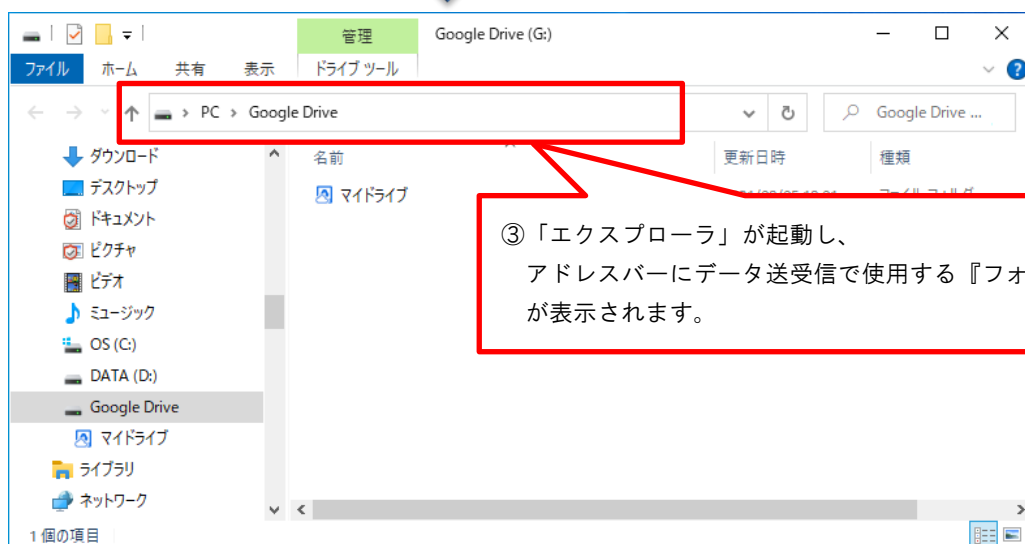 管理
Google Drive (G:)
ファイル
ホーム
共有
表示
ドライブ ツール
PC
Google Drive
Google Drive ...
ダウンロード
デスクトップ
ドキュメント
ピクチャ
ビデオ
ミュージック
OS (C:)
DATA (D:)
Google Drive
マイドライブ
ライブラリ
ネットワーク
名前
更新日時
種類
マイドライブ
③「エクスプローラ」が起動し、
アドレスバーにデータ送受信で使用する『フォ
が表示されます。
1 個の項目